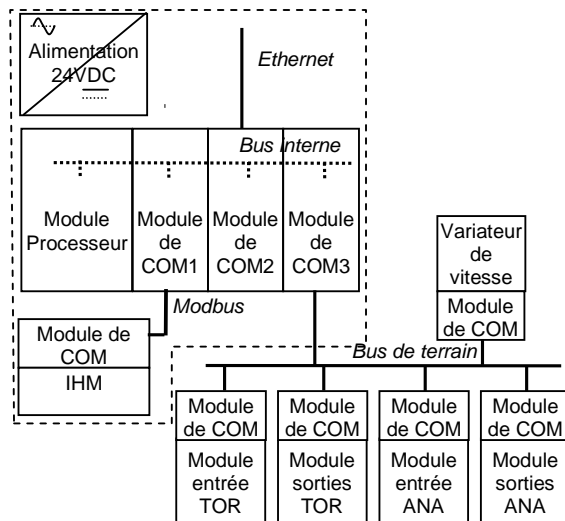 Alimentation
24VDC
Ethernet
Bus interne
Module
Processeur
Module
de
COM1
Module
de
COM2
Module
de
COM3
Variateur
de
vitesse
Module
de COM
Modbus
Module de
COM
IHM
Bus de terrain
Module
de COM
Module
entrée
TOR
Module
de COM
Module
sorties
TOR
Module
de COM
Module
entrée
ANA
Module
de COM
Module
sorties
ANA